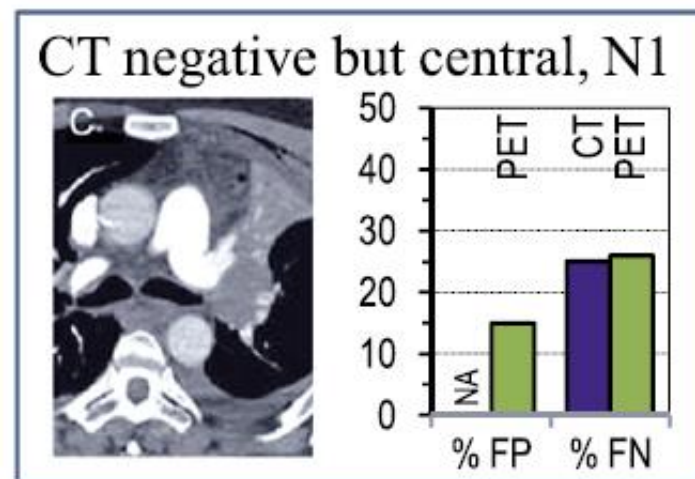 CT negative but central, N1
C.
50
40
30
20
10
0
PET
CT
PET
NA
% FP
% FN